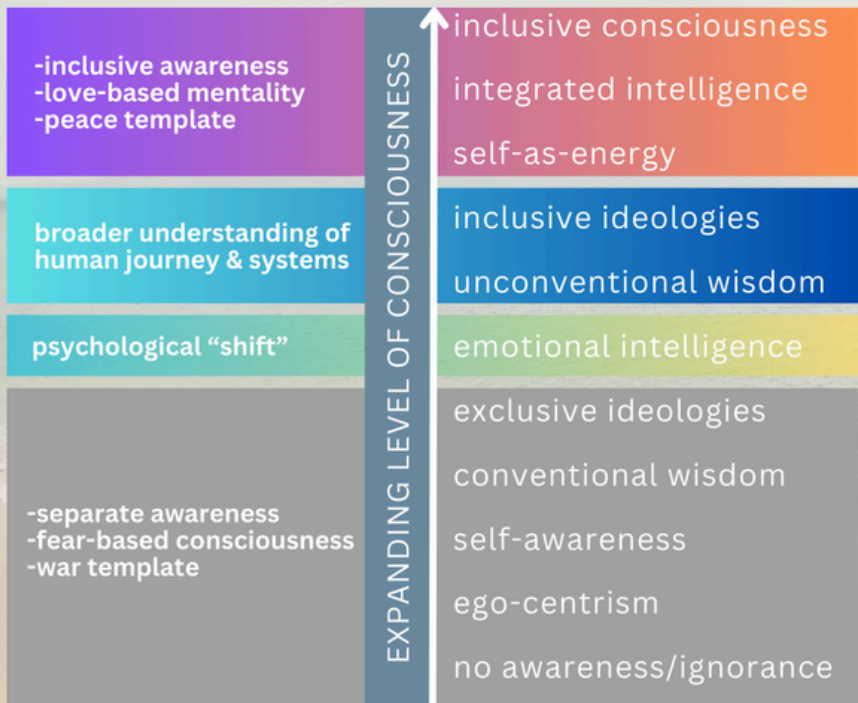 -inclusive awareness
-love-based mentality
-peace template
broader understanding of
human journey & systems
psychological “shift”
-separate awareness
-fear-based consciousness
-war template
EXPANDING LEVEL OF CONSCIOUSNESS
inclusive consciousness
integrated intelligence
self-as-energy
inclusive ideologies
unconventional wisdom
emotional intelligence
exclusive ideologies
conventional wisdom
self-awareness
ego-centrism
no awareness/ignorance